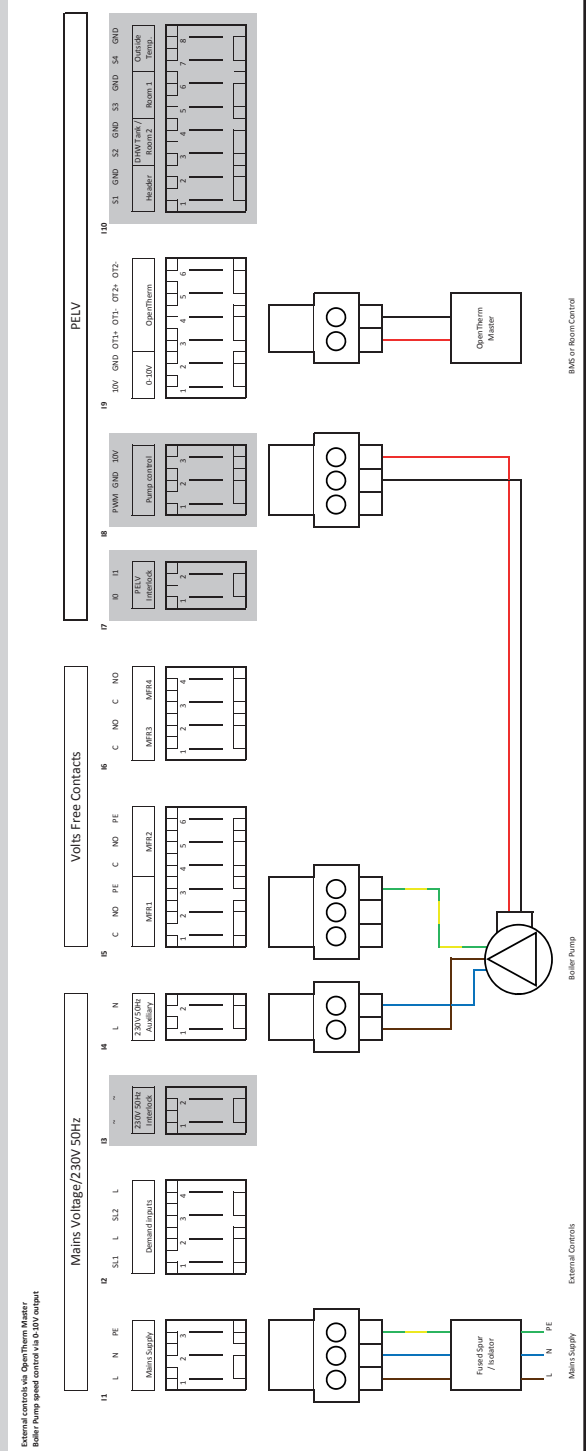 External controls via OpenTherm Master
Boiler Pump speed control via 0-10V output
Mains Voltage/230V 50Hz
Volts Free Contacts
PELV
I1
L N PE
Mains Supply
1 2 3
I2
SL1 L SL2 L
Demand inputs
1 2 3 4
I3
~ ~
230V 50Hz
Interlock
1 2
I4
L N
230V 50Hz
Auxiliary
1 2
I5
C NO PE C NO PE
MFR1 MFR2
1 2 3 4 5 6
I6
C NO C NO
MFR3 MFR4
1 2 3 4
I7
I0 I1
PELV
Interlock
1 2
I8
PWM GND 10V
Pump control
1 2 3
I9
10V GND OT1+ OT1- OT2+ OT2-
0-10V OpenTherm
1 2 3 4 5 6
I10
S1 GND S2 GND S3 GND S4 GND
Header
DHW Tank /
Room 2
Room 1
Outside
Temp.
1 2 3 4 5 6 7 8
Fused Spur
/ Isolator
L N PE
OpenTherm
Master
Mains Supply
External Controls
Boiler Pump
BMS or Room Control